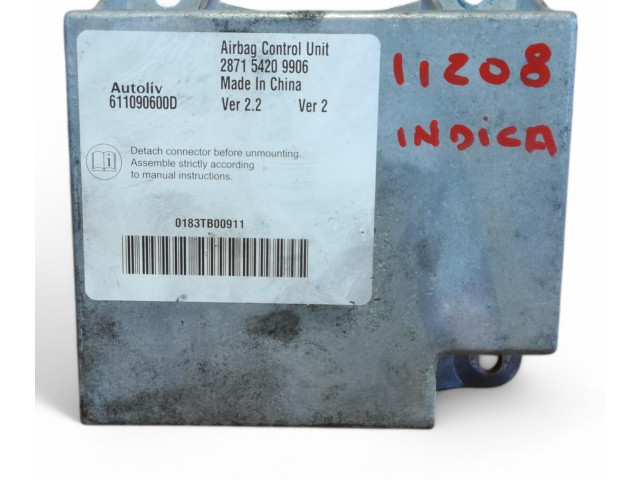 Airbag Control Unit
2871 5420 9906
Made In China
Autoliv
611090600D
Ver 2.2 Ver 2
Detach connector before unmounting.
Assemble strictly according
to manual instructions.
0183TB00911
11208
INDICA